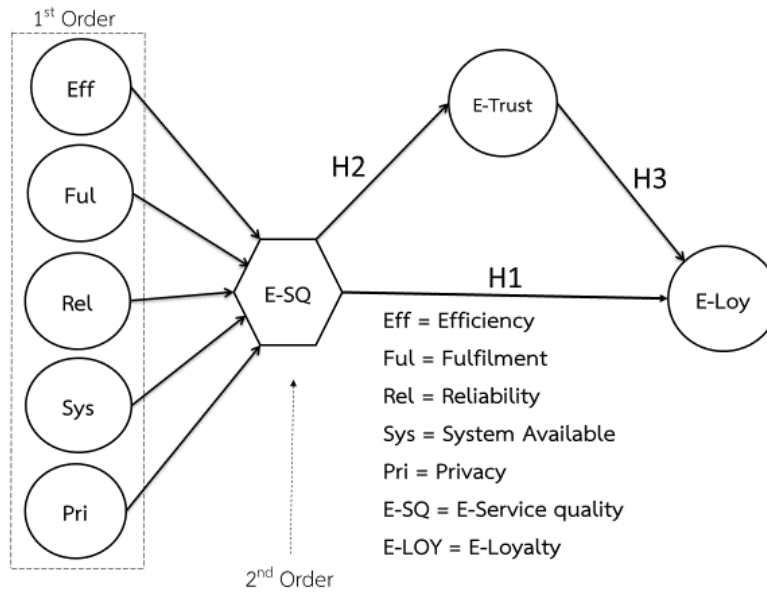 1st Order
Eff
Ful
Rel
Sys
Pri
E-SQ
2nd Order
H2
E-Trust
H3
H1
E-Loy
Eff = Efficiency
Ful = Fulfilment
Rel = Reliability
Sys = System Available
Pri = Privacy
E-SQ = E-Service quality
E-LOY = E-Loyalty